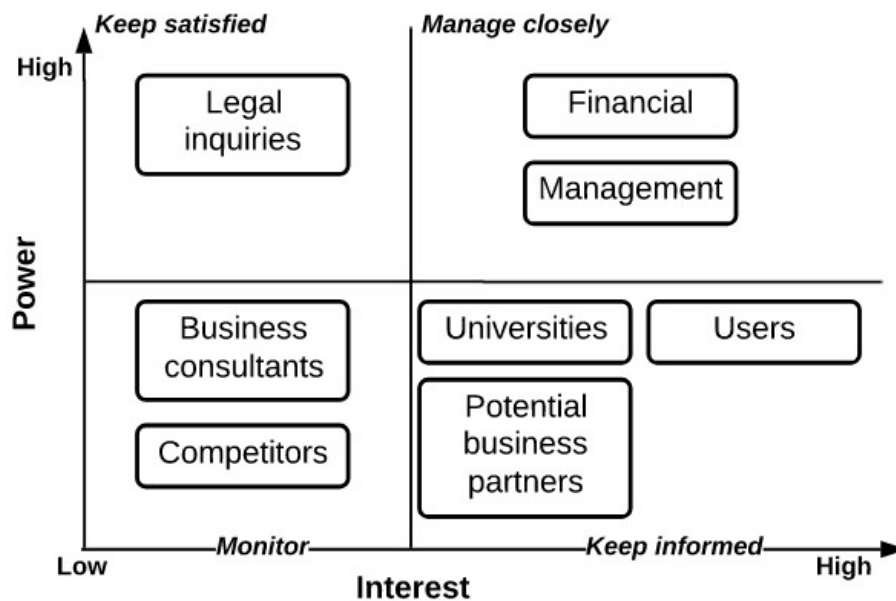 Keep satisfied
Manage closely
High
Legal
inquiries
Financial
Management
Power
Business
consultants
Universities
Users
Potential
business
partners
Competitors
Monitor
Keep informed
Low
High
Interest